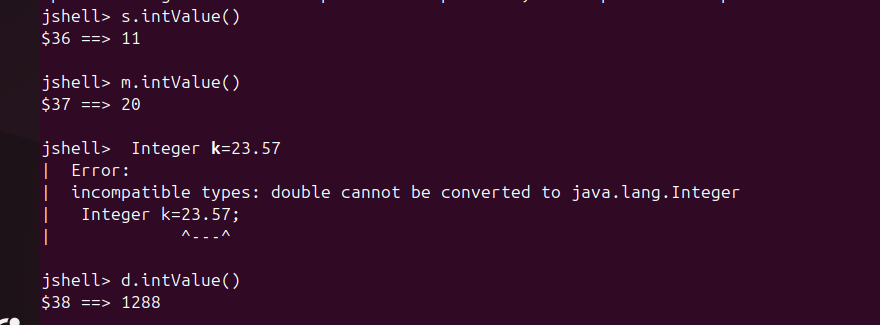 jshell> s.intValue()
$36 ==> 11
jshell> m.intValue()
$37 ==> 20
jshell>  Integer k=23.57
|  Error:
|  incompatible types: double cannot be converted to java.lang.Integer
|   Integer k=23.57;
|             ^---^
jshell> d.intValue()
$38 ==> 1288